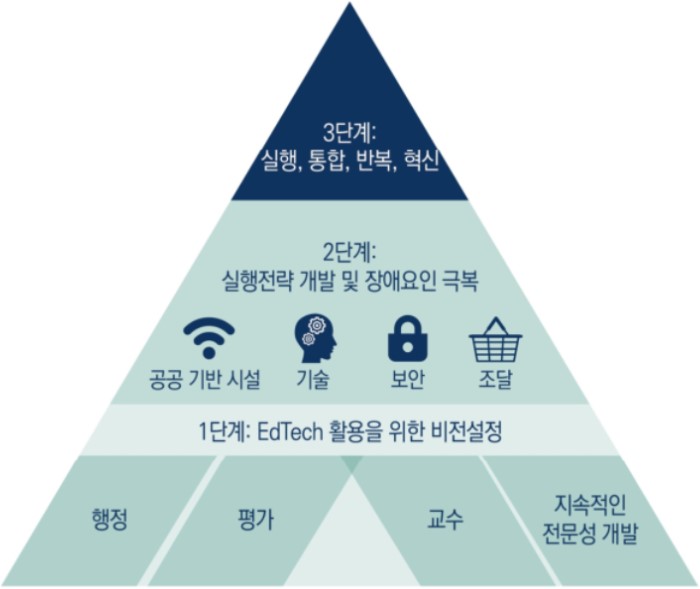 3단계:
실행, 통합, 반복, 혁신
2단계:
실행전략 개발 및 장애요인 극복
공공 기반 시설
기술
보안
조달
1단계: EdTech 활용을 위한 비전설정
행정
평가
교수
지속적인
전문성 개발